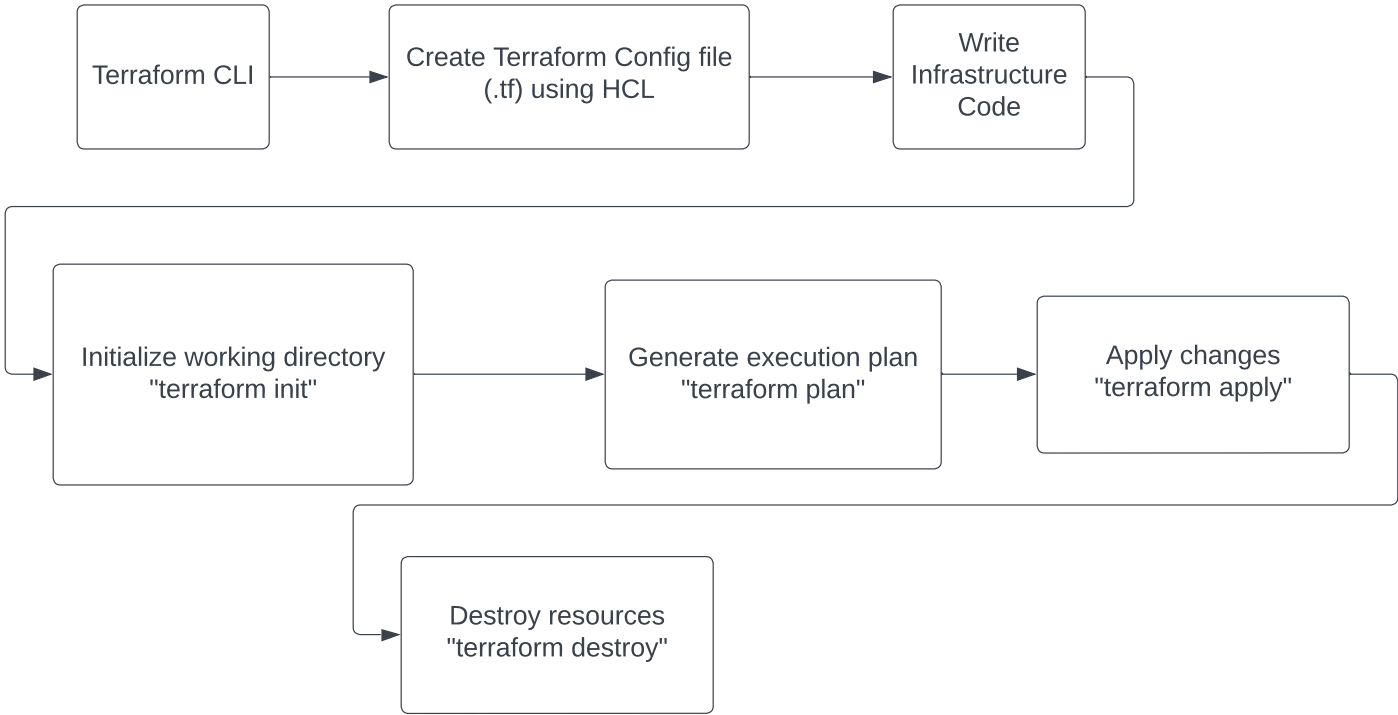 Terraform CLI
Create Terraform Config file
(.tf) using HCL
Write
Infrastructure
Code
Initialize working directory
"terraform init"
Generate execution plan
"terraform plan"
Apply changes
"terraform apply"
Destroy resources
"terraform destroy"